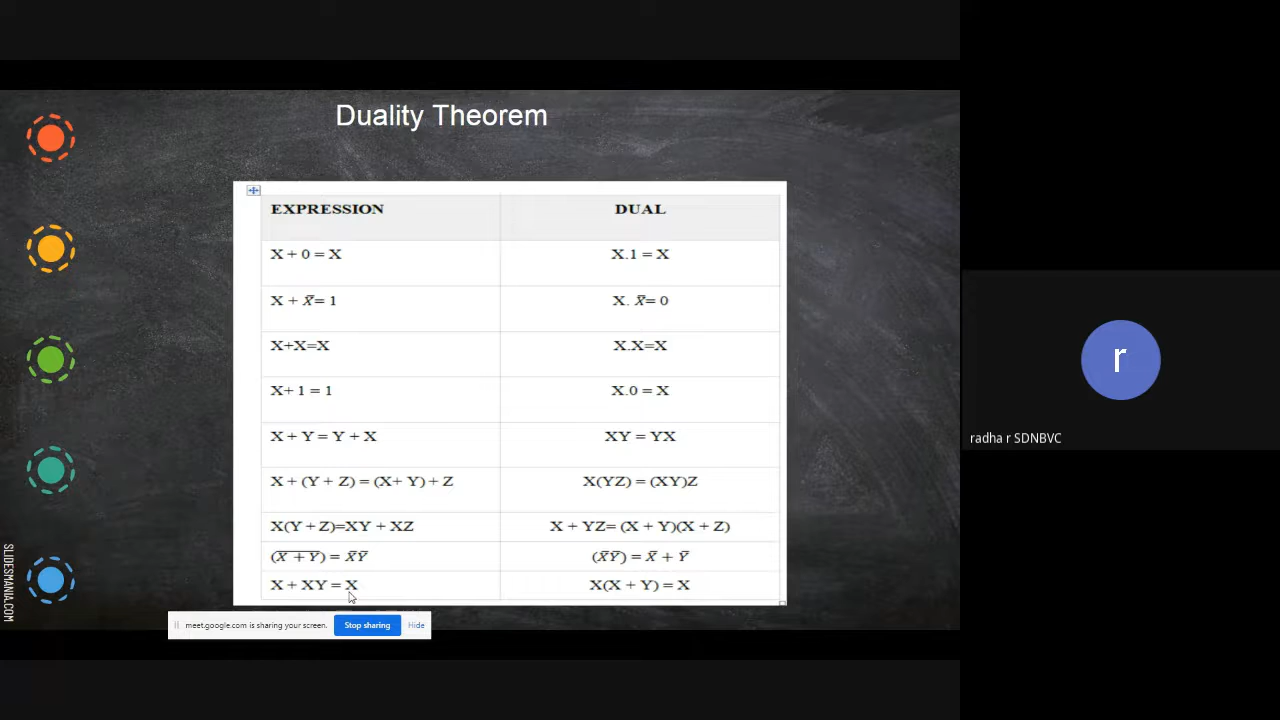 Duality Theorem
EXPRESSION DUAL
X + 0 = X X.1 = X
X + X̄= 1 X. X̄= 0
X+X=X X.X=X
X+ 1 = 1 X.0 = X
X + Y = Y + X XY = YX
X + (Y + Z) = (X+ Y) + Z X(YZ) = (XY)Z
X(Y + Z)=XY + XZ X + YZ= (X + Y)(X + Z)
(X̅ ̅+̅ ̅Y̅) = X̄Ȳ (X̄Ȳ) = X̄ + Ȳ
X + XY = X X(X + Y) = X
SLIDESMANIA.COM
meet.google.com is sharing your screen. Stop sharing Hide
r
radha r SDNBVC